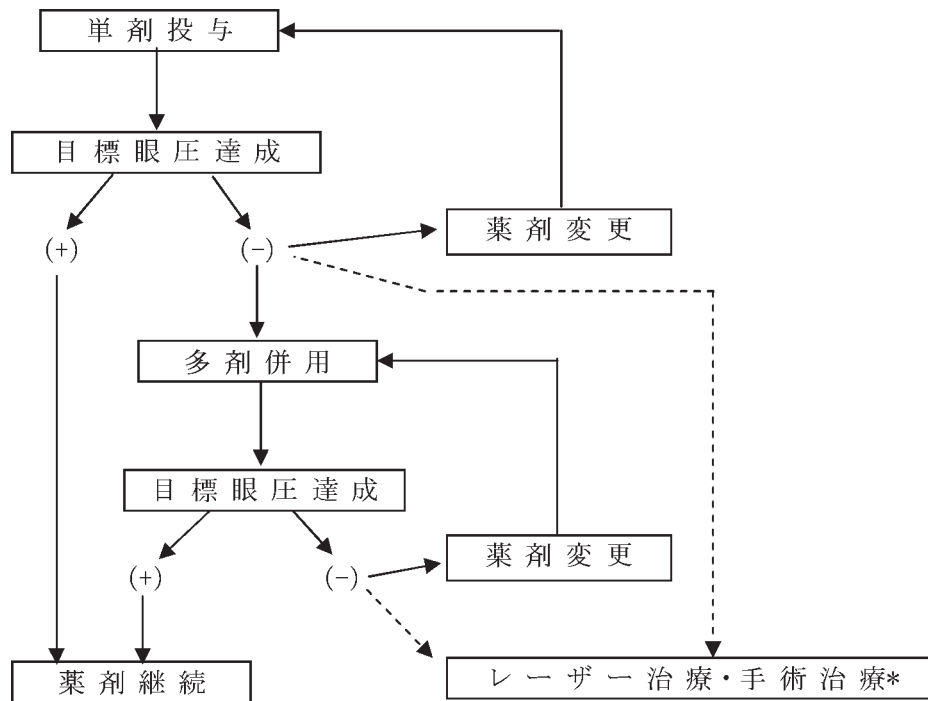 単剤投与
目標眼圧達成
(+)
(-)
薬剤変更
多剤併用
目標眼圧達成
(+)
(-)
薬剤変更
薬剤継続
レーザー治療・手術治療*